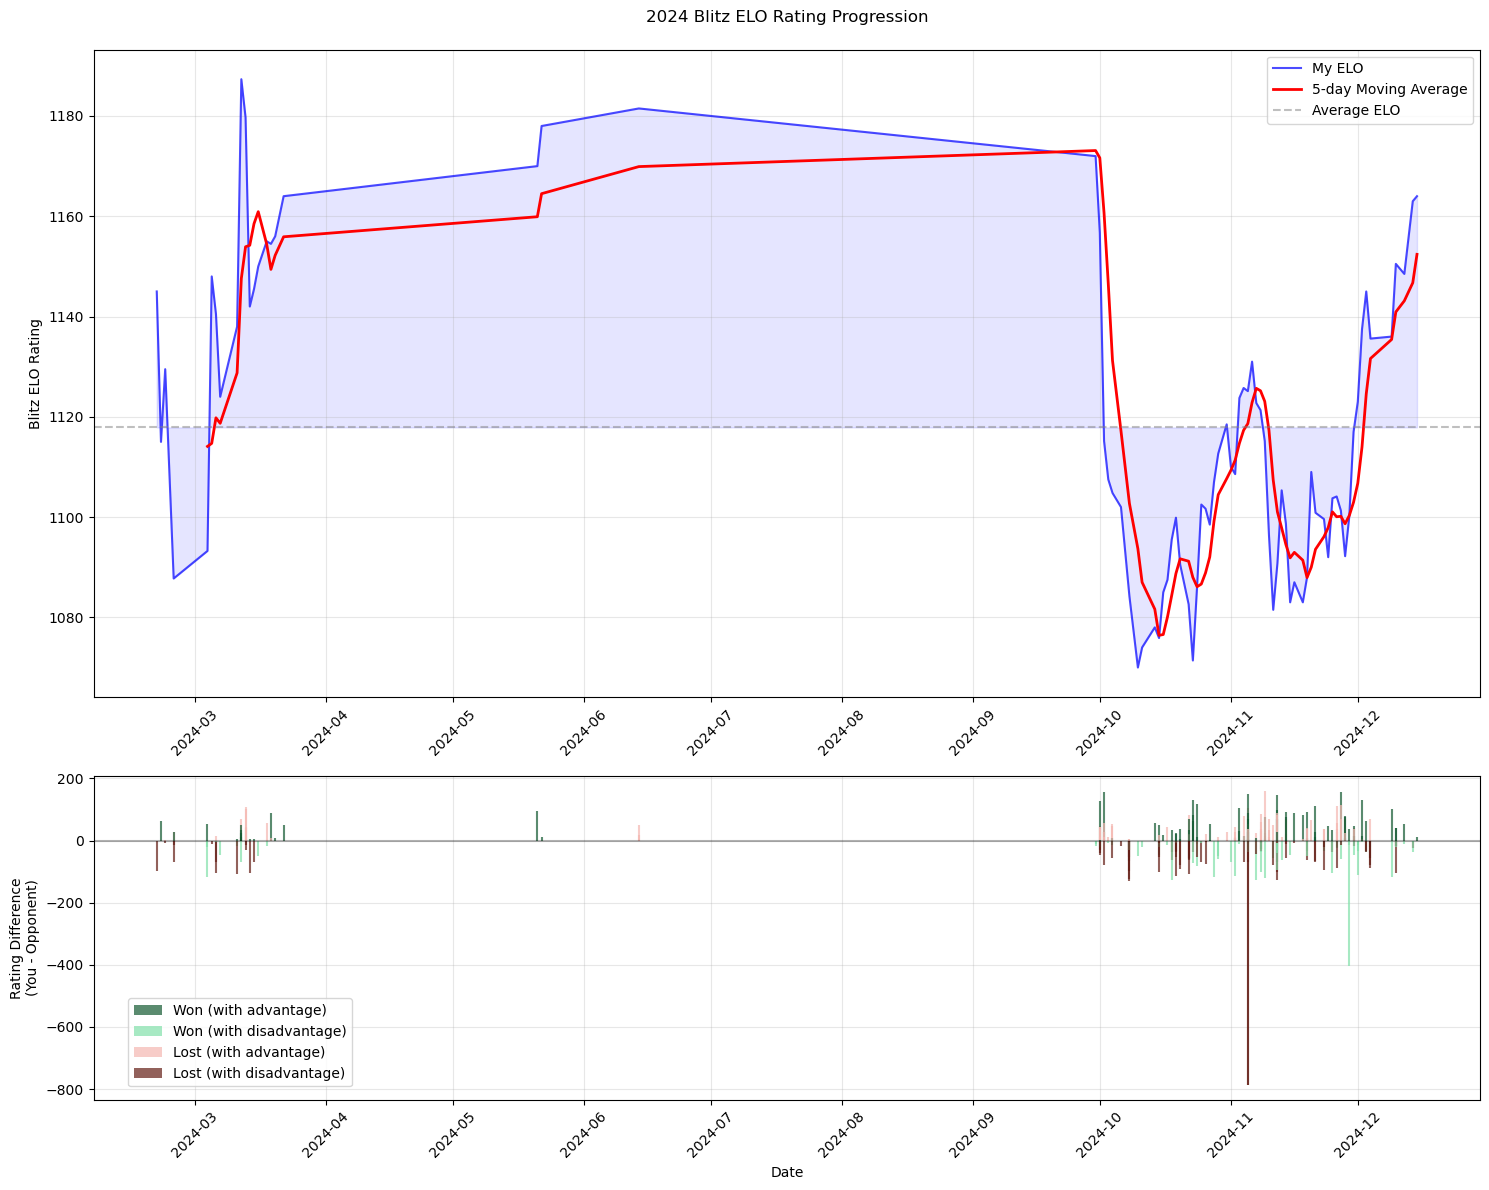 2024 Blitz ELO Rating Progression
My ELO
5-day Moving Average
Average ELO
Blitz ELO Rating
1180
1160
1140
1120
1100
1080
2024-03
2024-04
2024-05
2024-06
2024-07
2024-08
2024-09
2024-10
2024-11
2024-12
Rating Difference
(You - Opponent)
200
0
−200
−400
−600
−800
Won (with advantage)
Won (with disadvantage)
Lost (with advantage)
Lost (with disadvantage)
2024-03
2024-04
2024-05
2024-06
2024-07
2024-08
2024-09
2024-10
2024-11
2024-12
Date